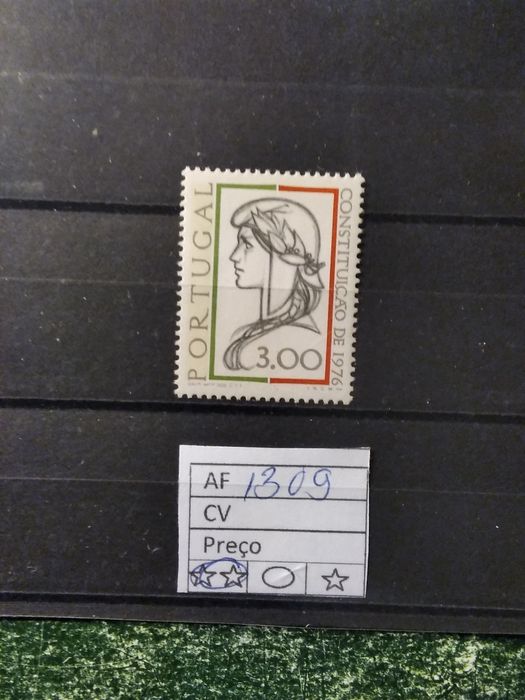 PORTUGAL
CONSTITUIÇÃO DE 1976
3.00
AF 1309
CV
Preço